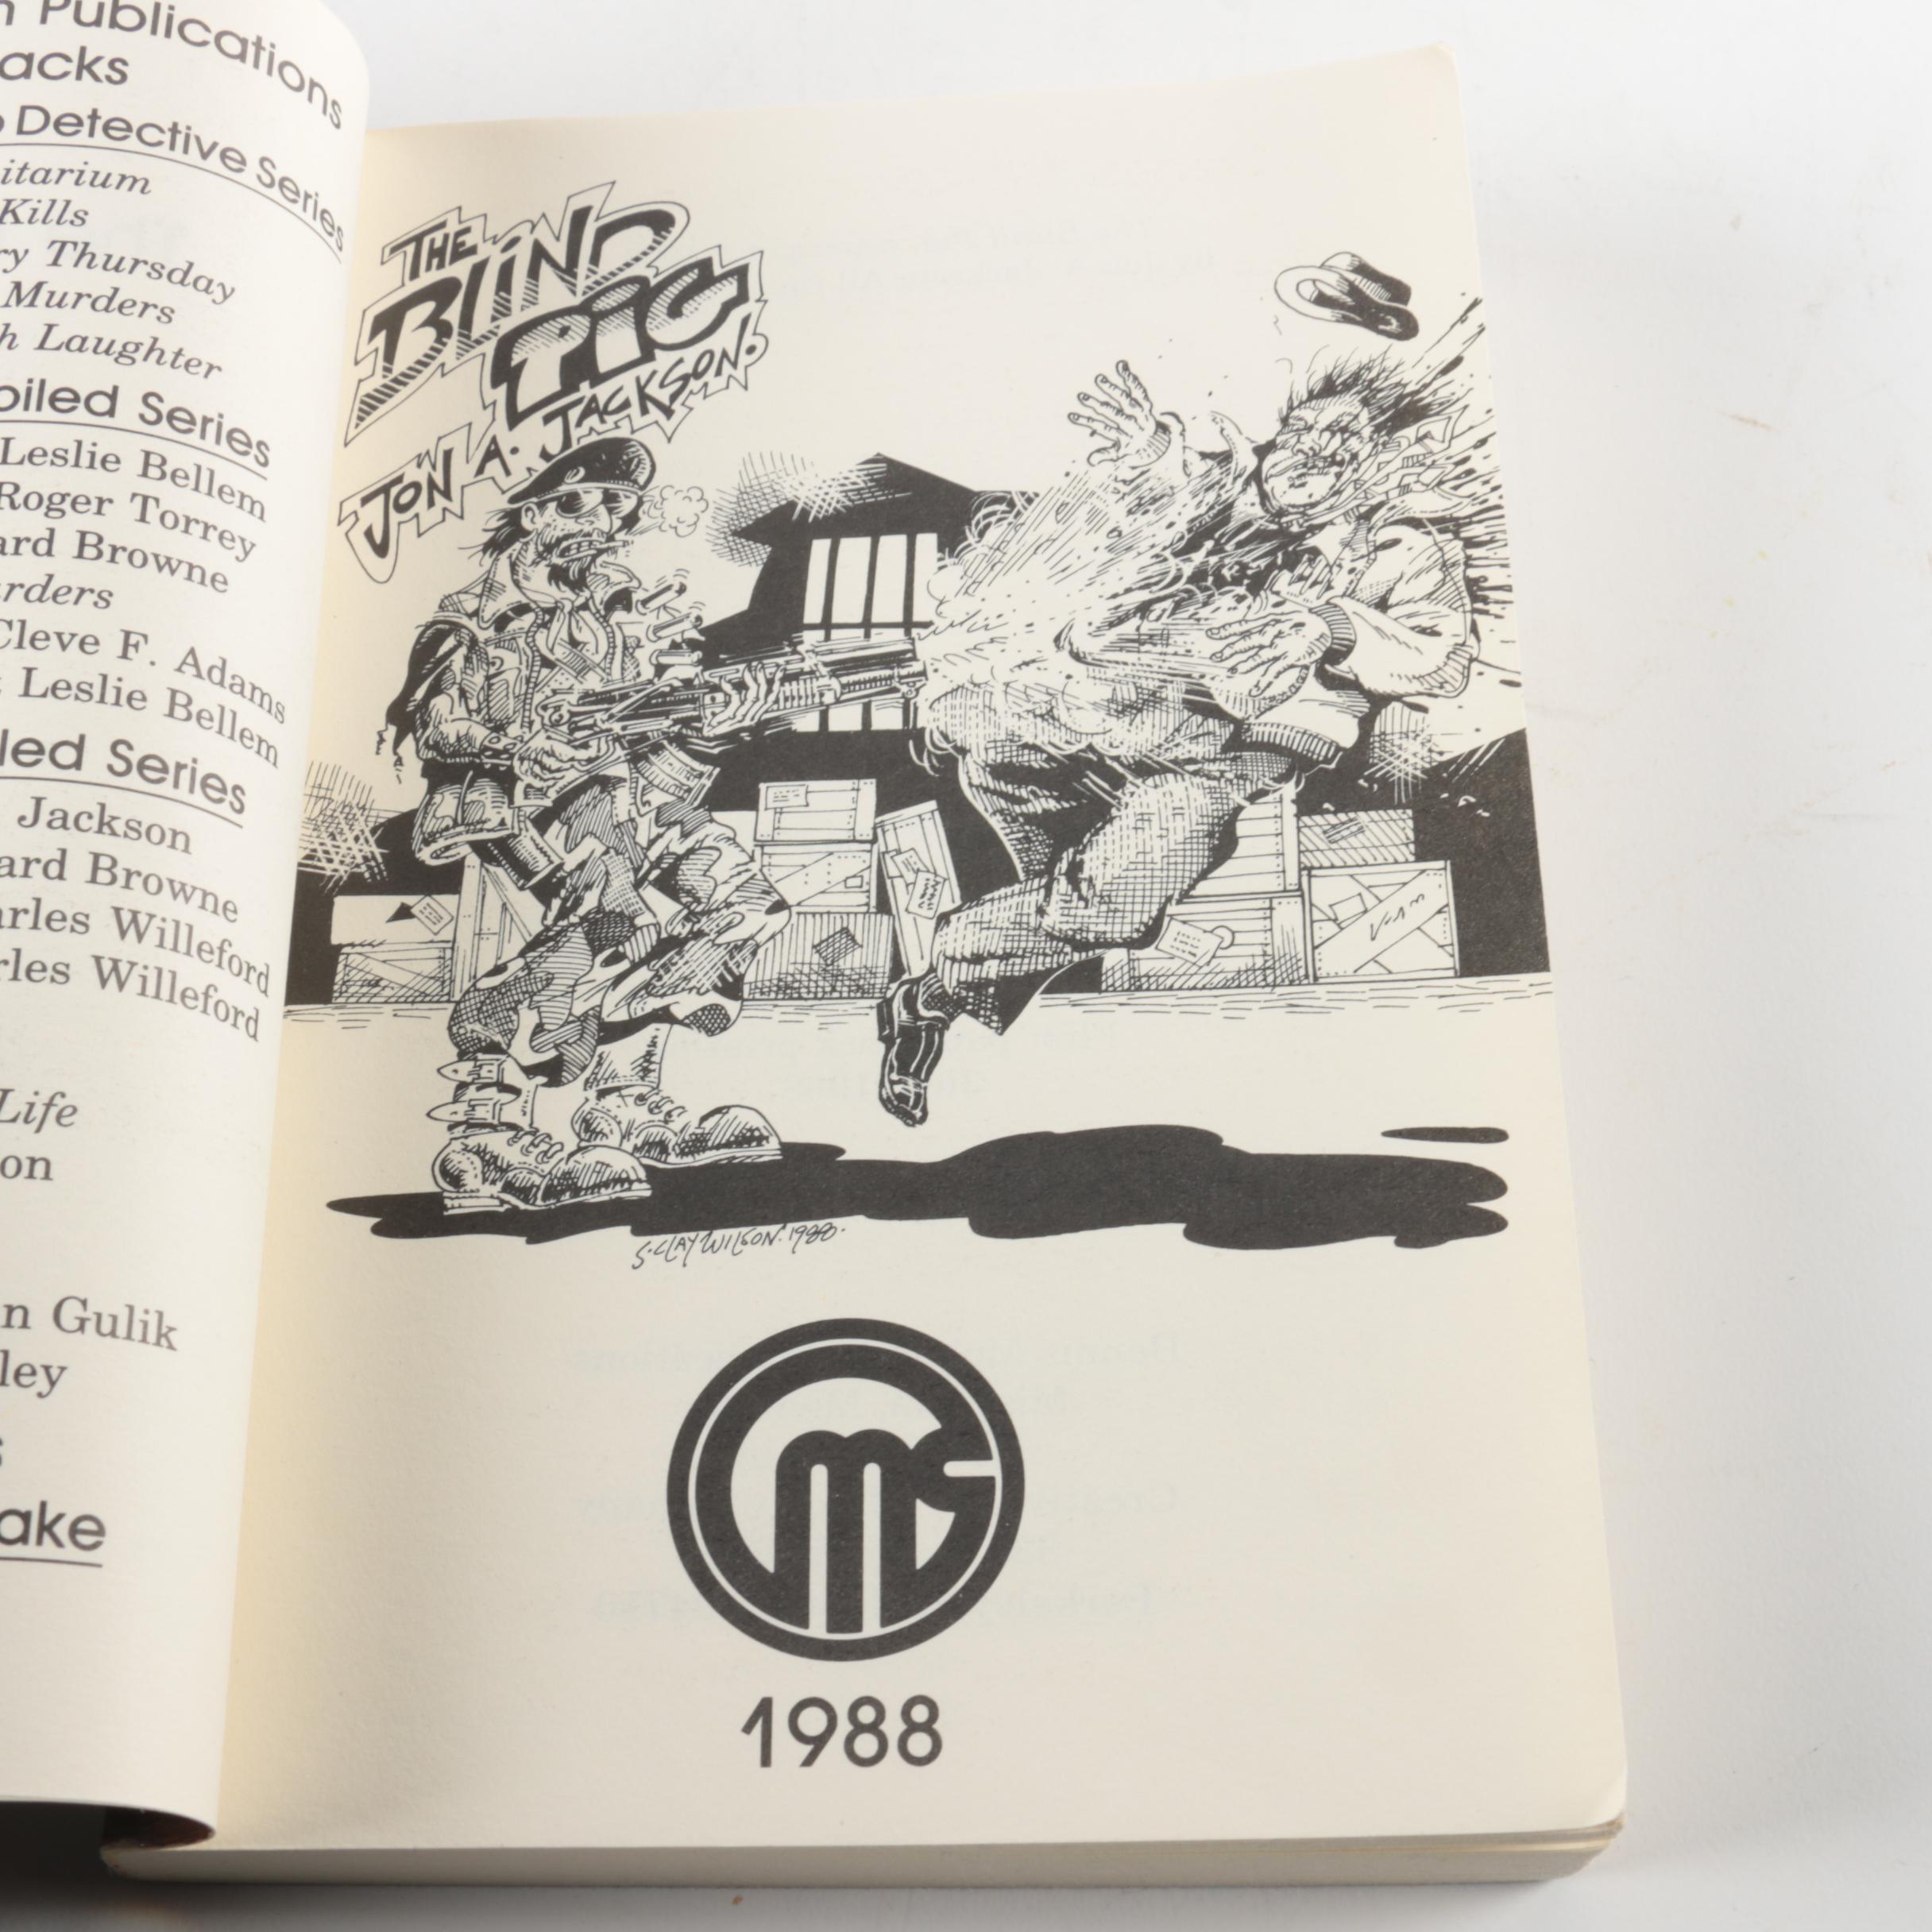 n Publications
acks
Detective Series
itarium
Kills
ry Thursday
Murders
h Laughter
oiled Series
Leslie Bellem
Roger Torrey
ard Browne
rders
Cleve F. Adams
Leslie Bellem
led Series
Jackson
ard Browne
arles Willeford
rles Willeford
Life
on
n Gulik
ley
s
ake
THE
BLIND
PIG
JON A. JACKSON.
S. CLAY WILSON. 1988.
1988